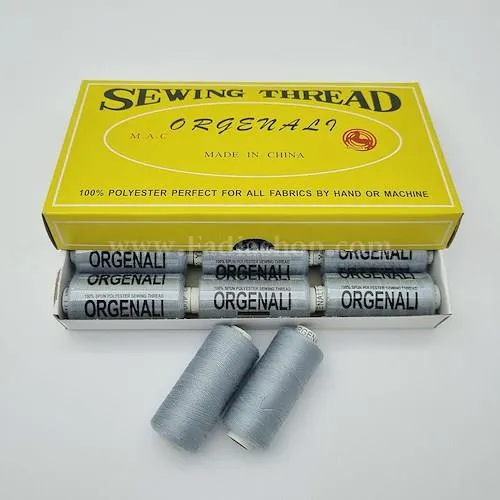 SEWING THREAD
ORGENALI
M.A.C
MADE IN CHINA
100% POLYESTER PERFECT FOR ALL FABRICS BY HAND OR MACHINE
ORGENALI
ORGENALI
ORGENALI
100% SPUN POLYESTER SEWING THREAD
ORGENALI
100% SPUN POLYESTER SEWING THREAD
ORGENALI
100% SPUN POLYESTER SEWING THREAD
ORGENALI